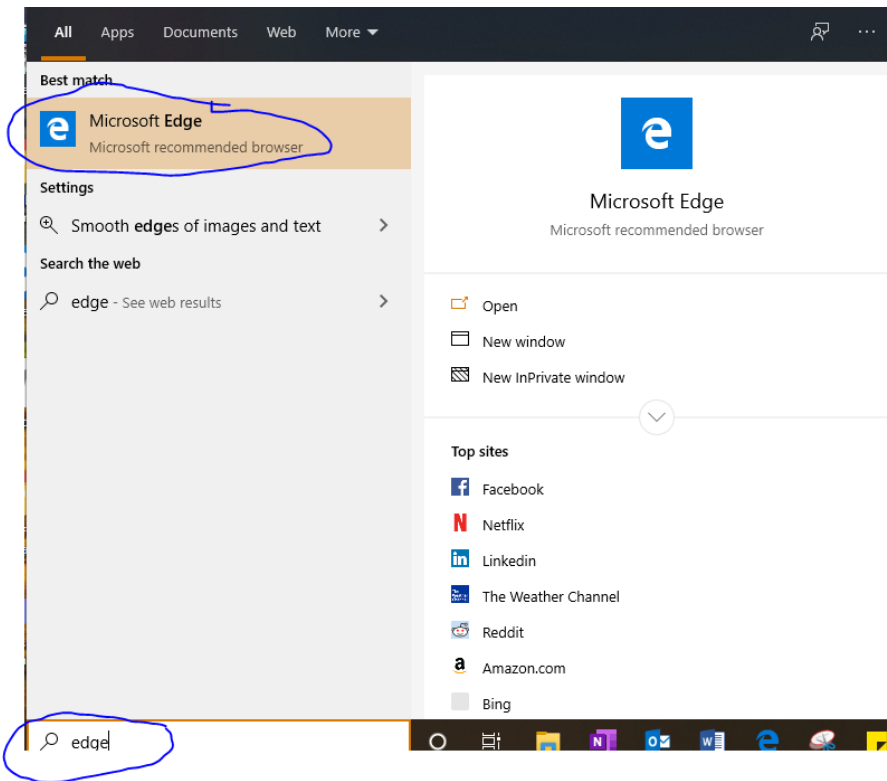 All Apps Documents Web More
Best match
Microsoft Edge
Microsoft recommended browser
Settings
Smooth edges of images and text
Search the web
edge - See web results
edge
Microsoft Edge
Microsoft recommended browser
Open
New window
New InPrivate window
Top sites
Facebook
Netflix
Linkedin
The Weather Channel
Reddit
Amazon.com
Bing